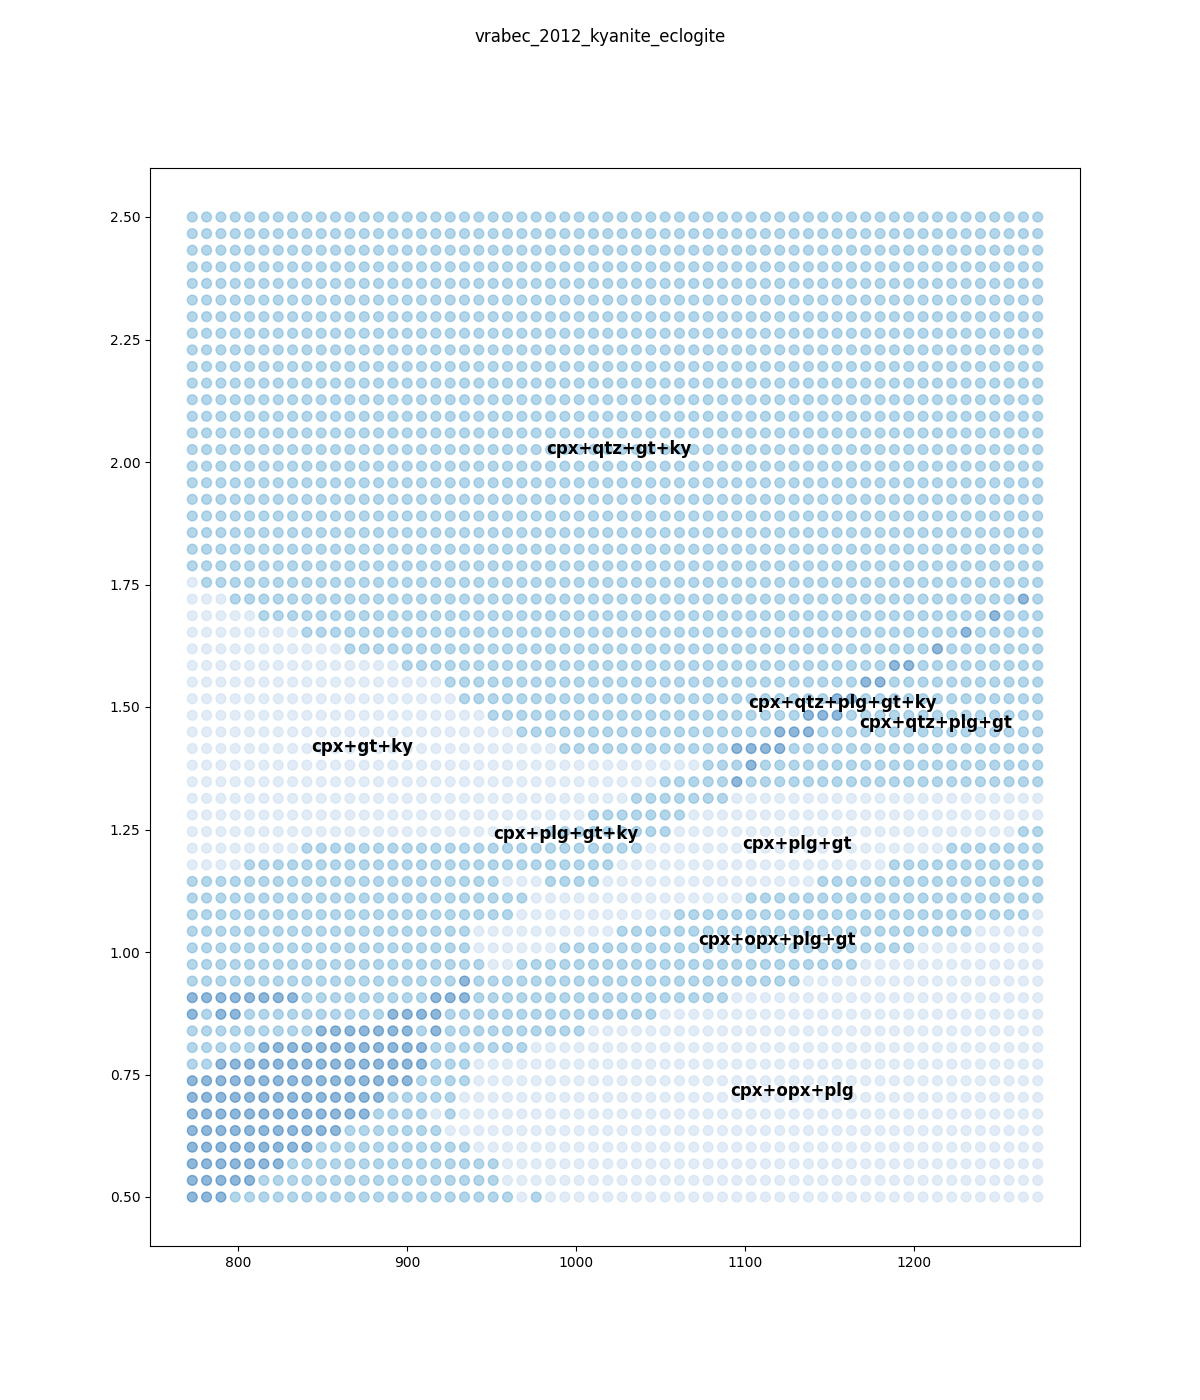 vrabec_2012_kyanite_eclogite
2.50
2.25
2.00
cpx+qtz+gt+ky
1.75
1.50
cpx+qtz+plg+gt+ky
cpx+qtz+plg+gt
cpx+gt+ky
1.25
cpx+plg+gt+ky
cpx+plg+gt
1.00
cpx+opx+plg+gt
0.75
cpx+opx+plg
0.50
800 900 1000 1100 1200